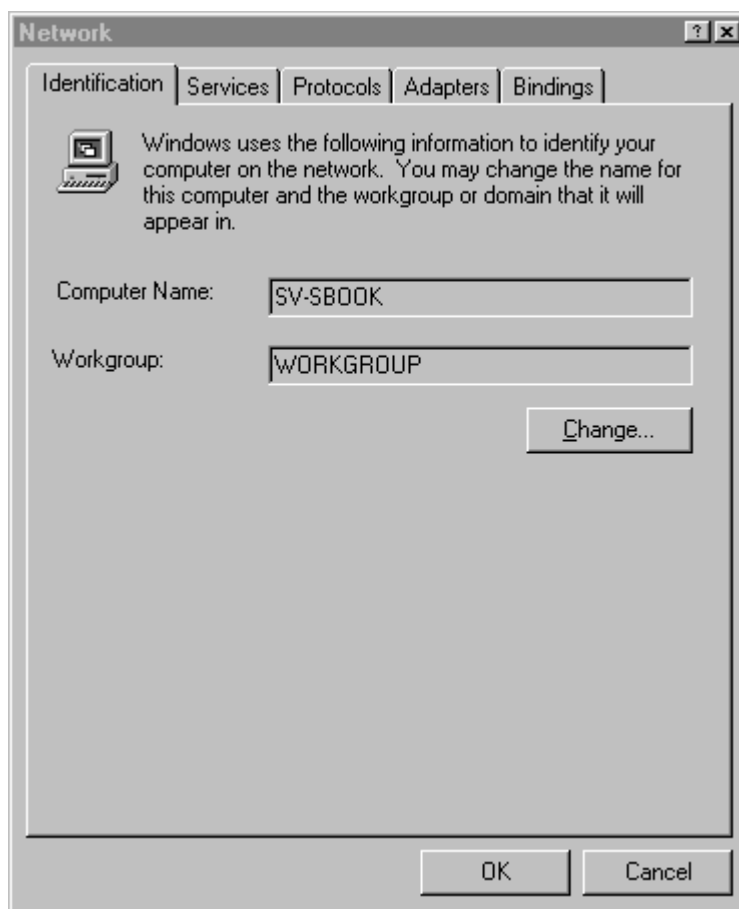 Network
Identification Services Protocols Adapters Bindings
Windows uses the following information to identify your
computer on the network. You may change the name for
this computer and the workgroup or domain that it will
appear in.
Computer Name: SV-SBOOK
Workgroup: WORKGROUP
Change...
OK Cancel